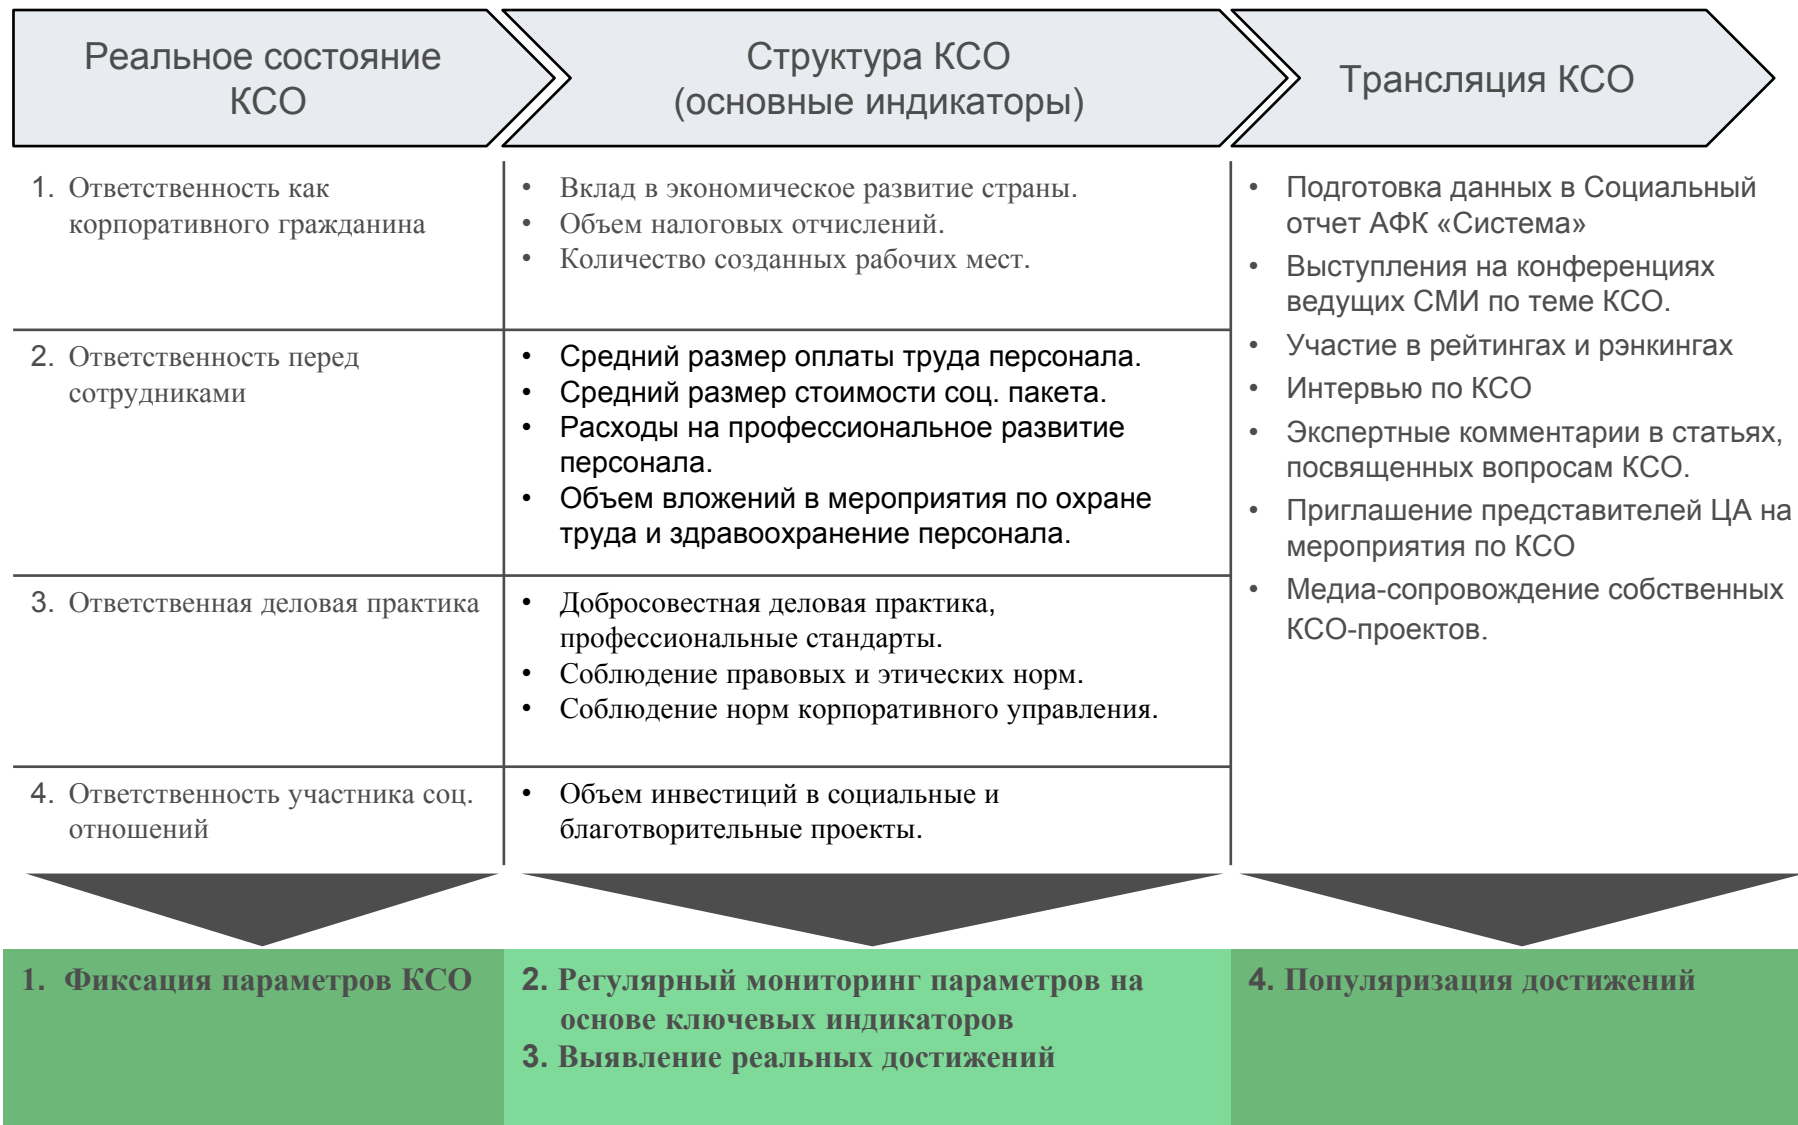 Реальное состояние
КСО
Структура КСО
(основные индикаторы)
Трансляция КСО
1. Ответственность как
корпоративного гражданина
• Вклад в экономическое развитие страны.
• Объем налоговых отчислений.
• Количество созданных рабочих мест.
2. Ответственность перед
сотрудниками
• Средний размер оплаты труда персонала.
• Средний размер стоимости соц. пакета.
• Расходы на профессиональное развитие
персонала.
• Объем вложений в мероприятия по охране
труда и здравоохранение персонала.
3. Ответственная деловая практика
• Добросовестная деловая практика,
профессиональные стандарты.
• Соблюдение правовых и этических норм.
• Соблюдение норм корпоративного управления.
4. Ответственность участника соц.
отношений
• Объем инвестиций в социальные и
благотворительные проекты.
• Подготовка данных в Социальный
отчет АФК «Система»
• Выступления на конференциях
ведущих СМИ по теме КСО.
• Участие в рейтингах и рэнкингах
• Интервью по КСО
• Экспертные комментарии в статьях,
посвященных вопросам КСО.
• Приглашение представителей ЦА на
мероприятия по КСО
• Медиа-сопровождение собственных
КСО-проектов.
1. Фиксация параметров КСО
2. Регулярный мониторинг параметров на
основе ключевых индикаторов
3. Выявление реальных достижений
4. Популяризация достижений